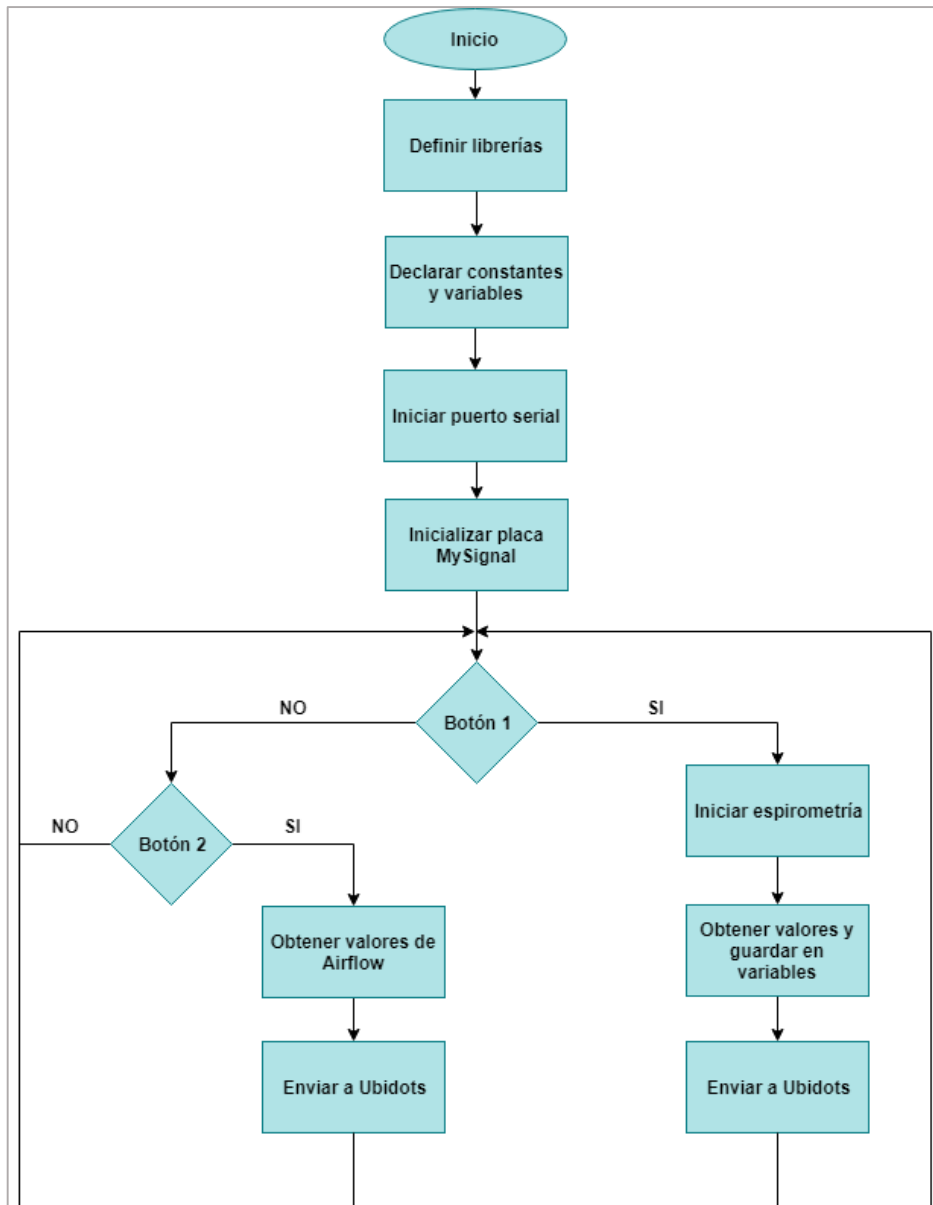 Inicio
Definir librerías
Declarar constantes
y variables
Iniciar puerto serial
Inicializar placa
MySignal
Botón 1
NO
SI
Botón 2
NO
SI
Iniciar espirometría
Obtener valores de
Airflow
Obtener valores y
guardar en
variables
Enviar a Ubidots
Enviar a Ubidots